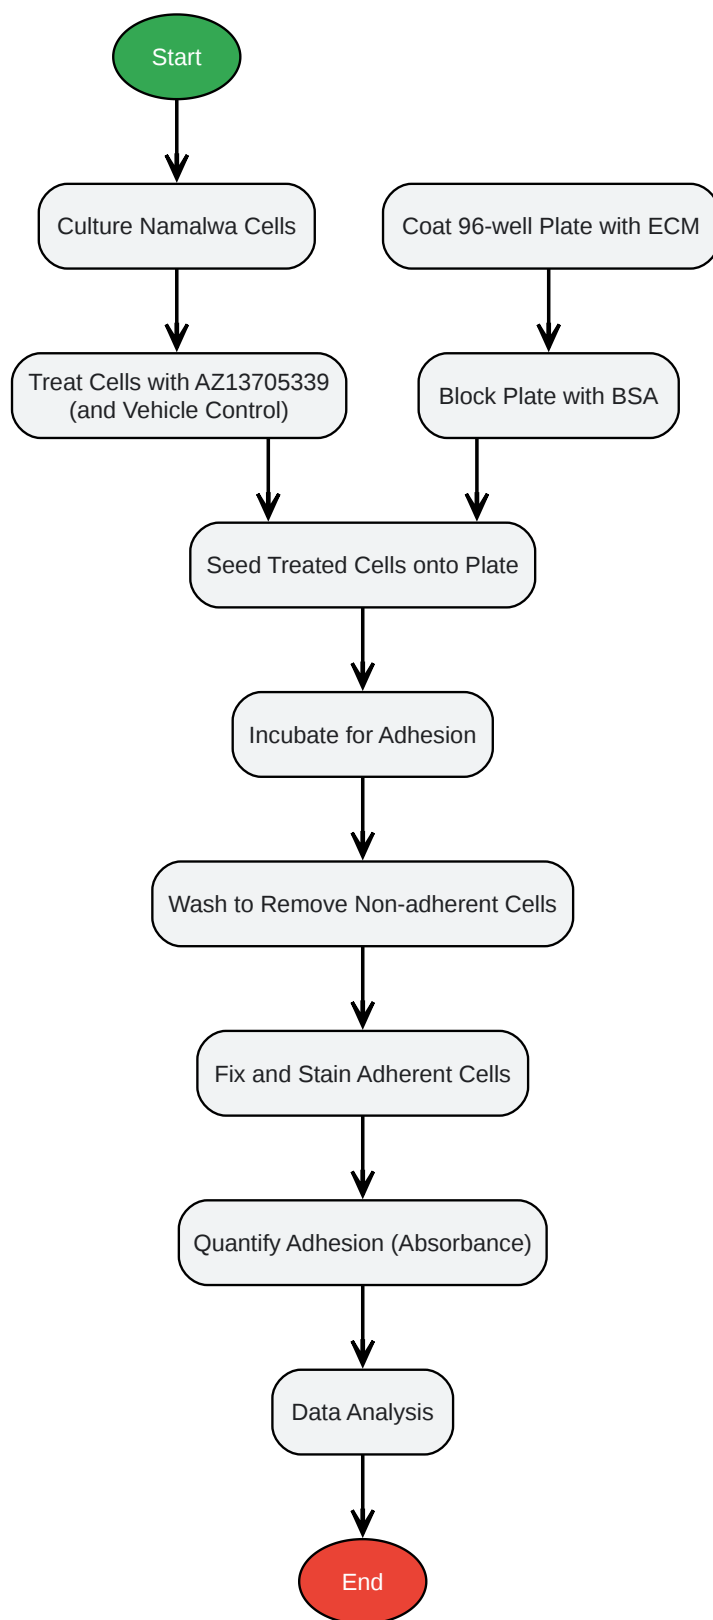 Start
Culture Namalwa Cells
Coat 96-well Plate with ECM
Treat Cells with AZ13705339
(and Vehicle Control)
Block Plate with BSA
Seed Treated Cells onto Plate
Incubate for Adhesion
Wash to Remove Non-adherent Cells
Fix and Stain Adherent Cells
Quantify Adhesion (Absorbance)
Data Analysis
End